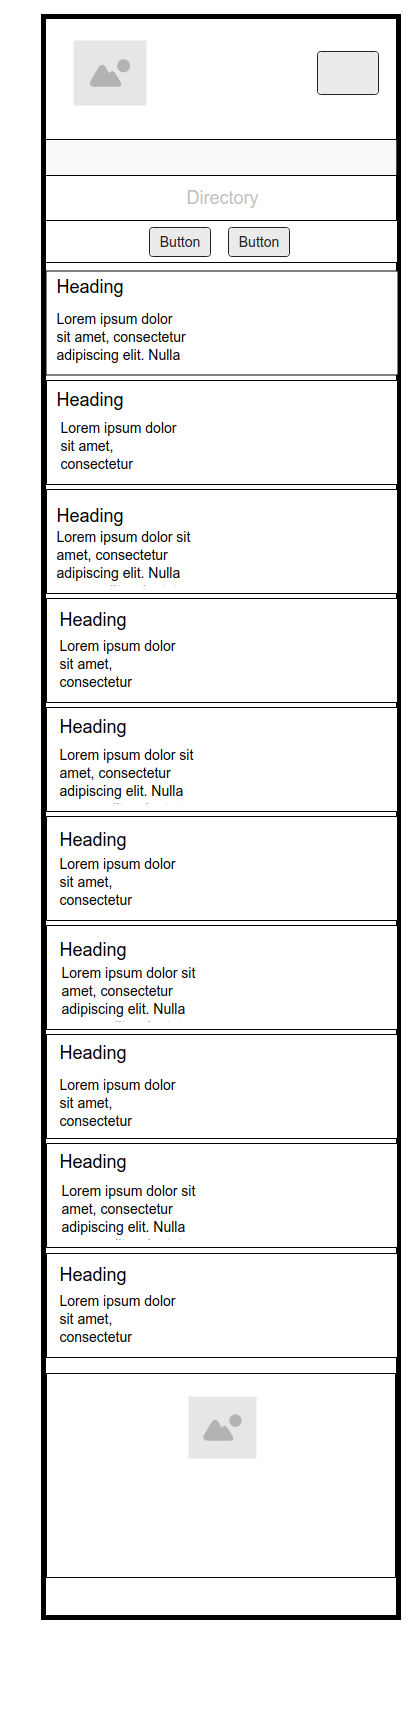 Directory
Button Button
Heading
Lorem ipsum dolor
sit amet, consectetur
adipiscing elit. Nulla
Heading
Lorem ipsum dolor
sit amet,
consectetur
Heading
Lorem ipsum dolor sit
amet, consectetur
adipiscing elit. Nulla
Heading
Lorem ipsum dolor
sit amet,
consectetur
Heading
Lorem ipsum dolor sit
amet, consectetur
adipiscing elit. Nulla
Heading
Lorem ipsum dolor
sit amet,
consectetur
Heading
Lorem ipsum dolor sit
amet, consectetur
adipiscing elit. Nulla
Heading
Lorem ipsum dolor
sit amet,
consectetur
Heading
Lorem ipsum dolor sit
amet, consectetur
adipiscing elit. Nulla
Heading
Lorem ipsum dolor
sit amet,
consectetur